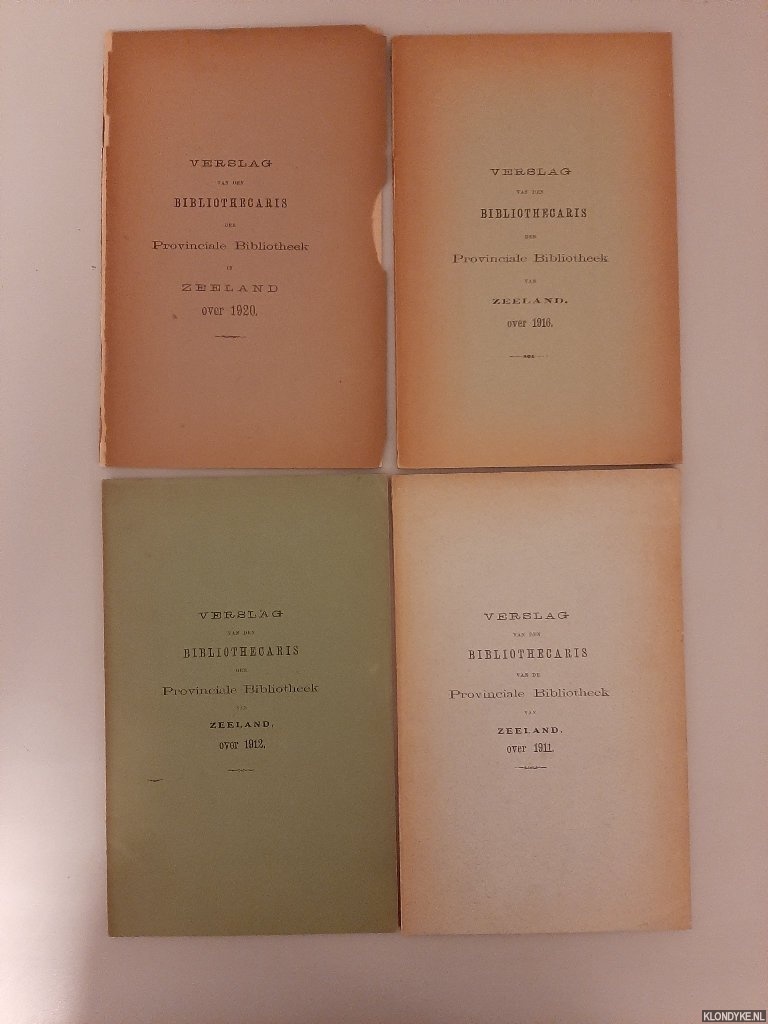 VERSLAG
VAN DEN
BIBLIOTHECARIS
DER
Provinciale Bibliotheek
IN
ZEELAND
over 1920.
VERSLAG
VAN DEN
BIBLIOTHECARIS
DER
Provinciale Bibliotheek
VAN
ZEELAND.
over 1916.
VERSLAG
VAN DEN
BIBLIOTHECARIS
DER
Provinciale Bibliotheek
VAN
ZEELAND.
over 1912.
VERSLAG
VAN DEN
BIBLIOTHECARIS
VAN DE
Provinciale Bibliotheek
VAN
ZEELAND.
over 1911.
KLONDYKE.NL